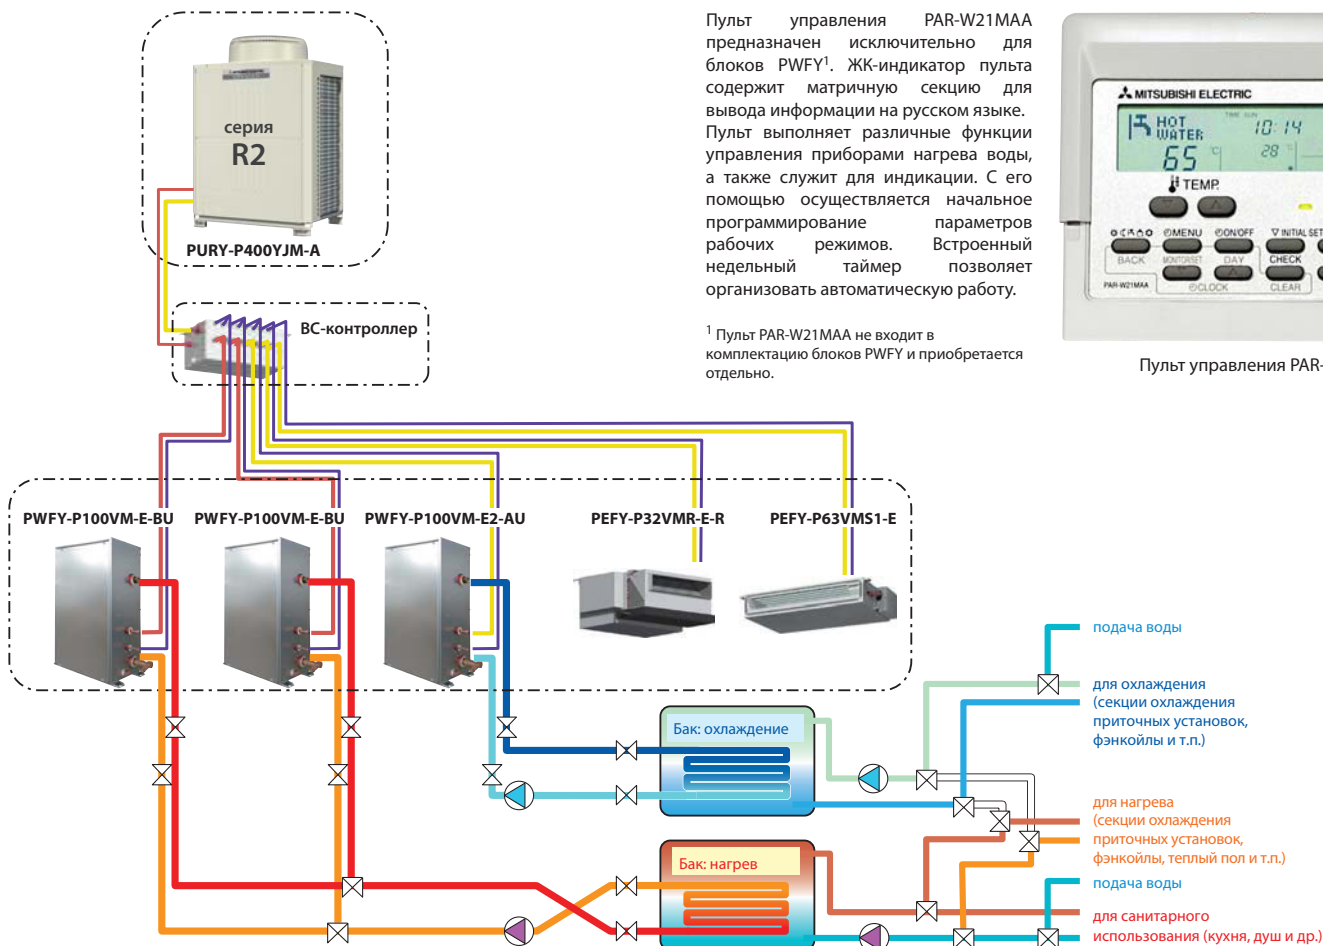 серия
R2
PURY-P400YJM-A
BC-контроллер
Пульт управления PAR-W21MAA
предназначен исключительно для
блоков PWFY¹. ЖК-индикатор пульта
содержит матричную секцию для
вывода информации на русском языке.
Пульт выполняет различные функции
управления приборами нагрева воды,
а также служит для индикации. С его
помощью осуществляется начальное
программирование параметров
рабочих режимов. Встроенный
недельный таймер позволяет
организовать автоматическую работу.
¹ Пульт PAR-W21MAA не входит в
комплектацию блоков PWFY и приобретается
отдельно.
MITSUBISHI ELECTRIC
HOT
WATER
TIME SUN
10:14
65 °C
28 °C
TEMP.
MENU
ON/OFF
INITIAL SET
BACK
MONITOR/SET
DAY
CHECK
PAR-W21MAA
CLOCK
CLEAR
Пульт управления PAR-
PWFY-P100VM-E-BU
PWFY-P100VM-E-BU
PWFY-P100VM-E2-AU
PEFY-P32VMR-E-R
PEFY-P63VMS1-E
Бак: охлаждение
Бак: нагрев
подача воды
для охлаждения
(секции охлаждения
приточных установок,
фэнкойлы и т.п.)
для нагрева
(секции охлаждения
приточных установок,
фэнкойлы, теплый пол и т.п.)
подача воды
для санитарного
использования (кухня, душ и др.)